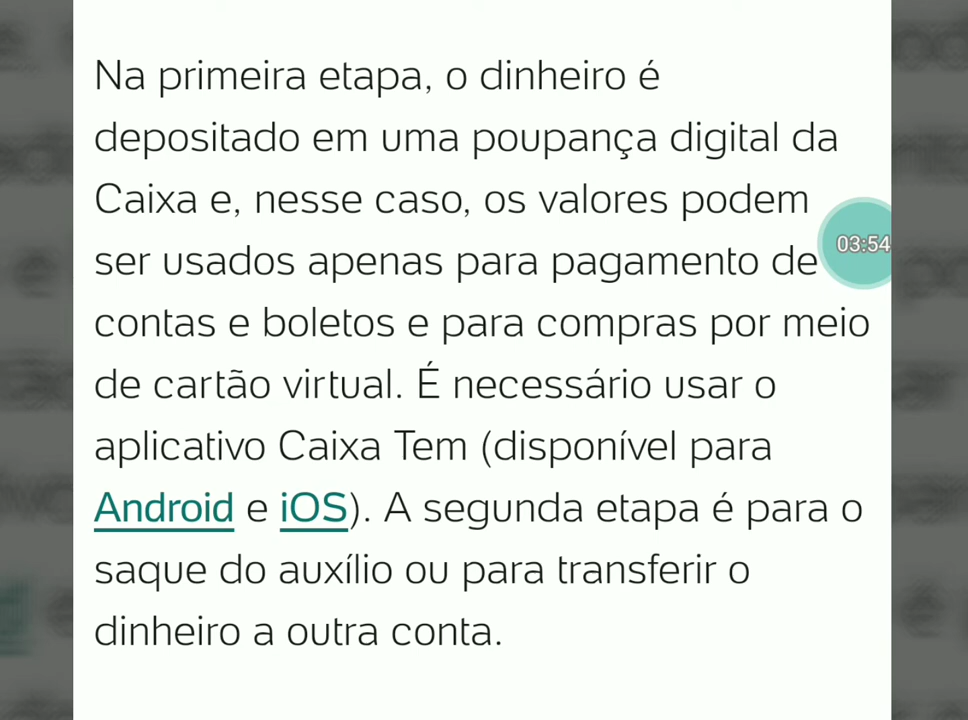 Na primeira etapa, o dinheiro é
depositado em uma poupança digital da
Caixa e, nesse caso, os valores podem
03:54
ser usados apenas para pagamento de
contas e boletos e para compras por meio
de cartão virtual. É necessário usar o
aplicativo Caixa Tem (disponível para
Android e iOS). A segunda etapa é para o
saque do auxílio ou para transferir o
dinheiro a outra conta.